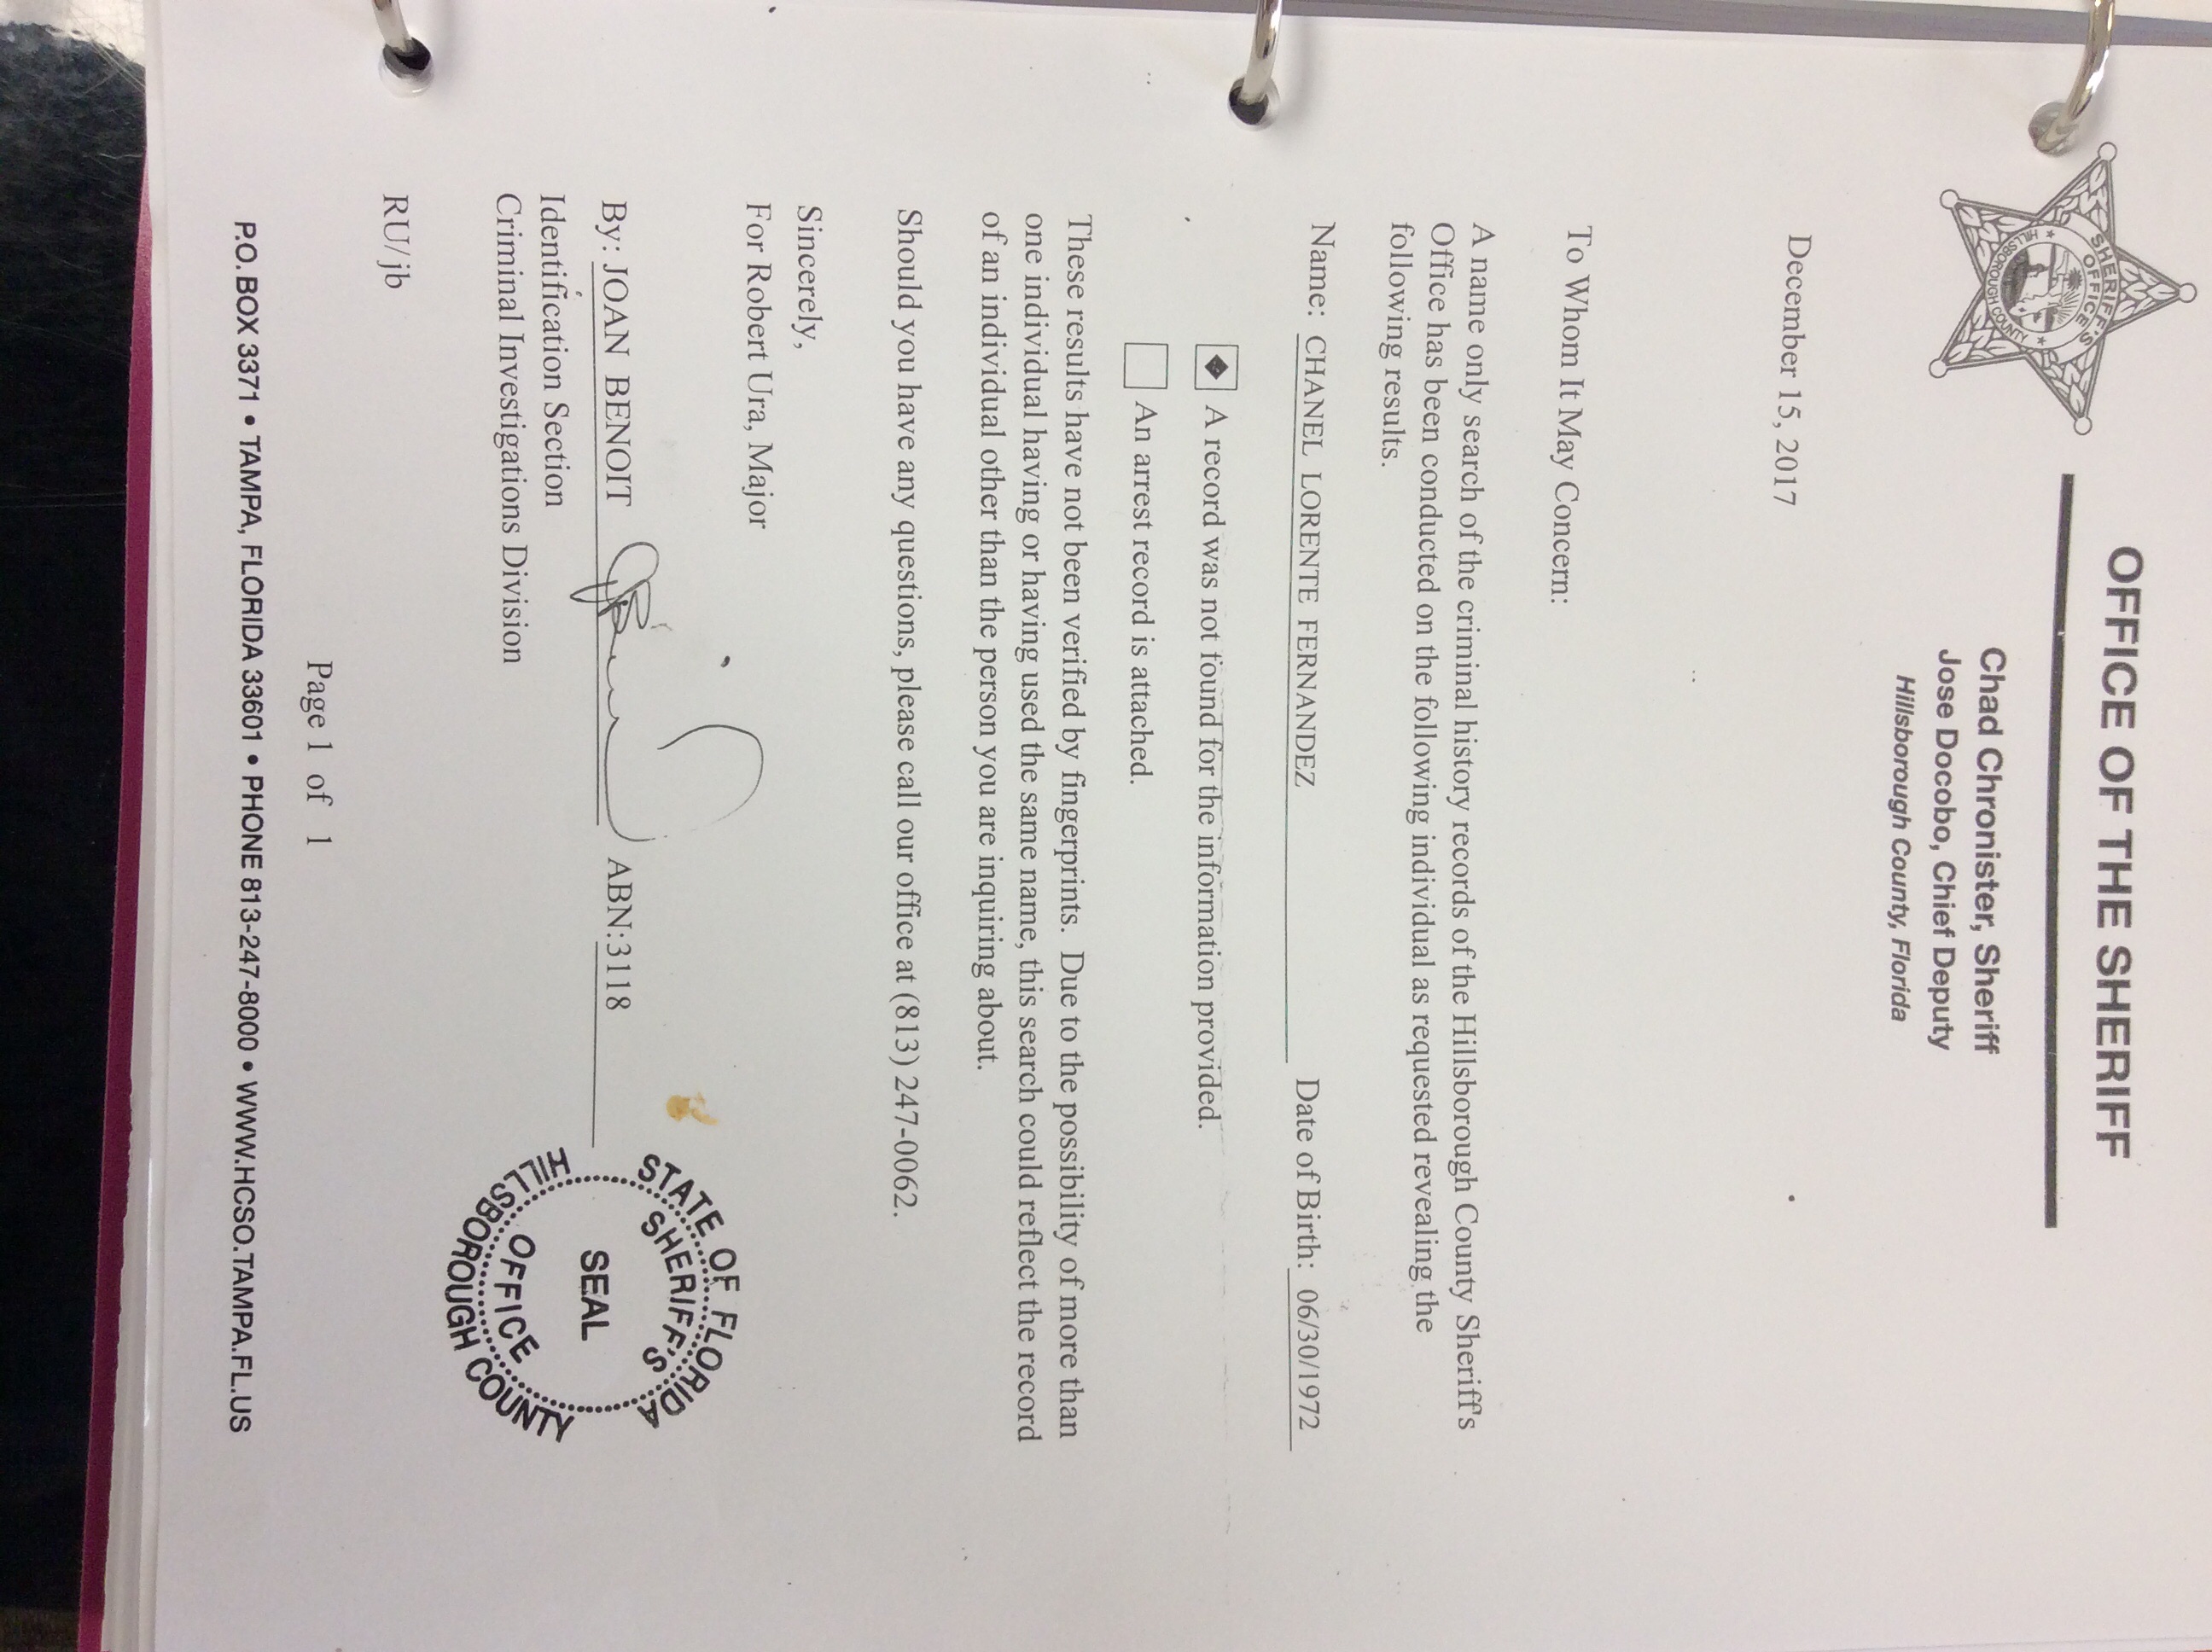 OFFICE OF THE SHERIFF
SHERIFF'S
OFFICE
HILLSBOROUGH COUNTY
Chad Chronister, Sheriff
Jose Docobo, Chief Deputy
Hillsborough County, Florida
December 15, 2017
To Whom It May Concern:
A name only search of the criminal history records of the Hillsborough County Sheriff's
Office has been conducted on the following individual as requested revealing the
following results.
Name: CHANEL LORENTE FERNANDEZ Date of Birth: 06/30/1972
A record was not found for the information provided.
An arrest record is attached.
These results have not been verified by fingerprints. Due to the possibility of more than
one individual having or having used the same name, this search could reflect the record
of an individual other than the person you are inquiring about.
Should you have any questions, please call our office at (813) 247-0062.
Sincerely,
For Robert Ura, Major
By: JOAN BENOIT ABN:3118
Identification Section
Criminal Investigations Division
STATE OF FLORIDA
SHERIFF'S
SEAL
OFFICE
HILLSBOROUGH COUNTY
RU/jb
Page 1 of 1
P.O. BOX 3371 • TAMPA, FLORIDA 33601 • PHONE 813-247-8000 • WWW.HCSO.TAMPA.FL.US